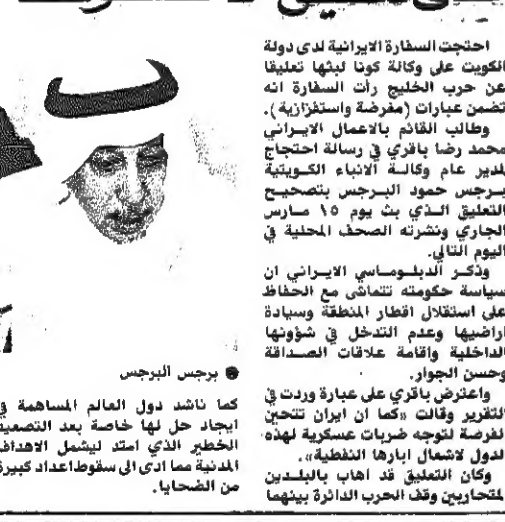 احتجت السفارة الايرانية لدى دولة
الكويت على وكالة كونا لبثها تعليقا
عن حرب الخليج رأت السفارة انه
تضمن عبارات (مغرضة واستفزازية).
وطالب القائم بالاعمال الايراني
محمد رضا باقري في رسالة احتجاج
لمدير عام وكالة الانباء الكويتية
برجس حمود البرجس بتصحيح
التعليق الذي بث يوم ١٥ مارس
الجاري ونشرته الصحف المحلية في
اليوم التالي.
وذكر الدبلوماسي الايراني ان
سياسة حكومته تتماشى مع الحفاظ
على استقلال اقطار المنطقة وسيادة
اراضيها وعدم التدخل في شؤونها
الداخلية واقامة علاقات الصداقة
وحسن الجوار.
واعترض باقري على عبارة وردت في
التقرير وقالت «كما ان ايران تتحين
لفرصة لتوجه ضربات عسكرية لهذه
الدول لاشعال ابارها النفطية».
وكان التعليق قد اهاب بالبلدين
لمتحاربين وقف الحرب الدائرة بينهما
● برجس البرجس
كما ناشد دول العالم المساهمة في
ايجاد حل لها خاصة بعد التصعيد
الخطير الذي امتد ليشمل الاهداف
المدنية مما ادى الى سقوط اعداد كبيرة
من الضحايا.